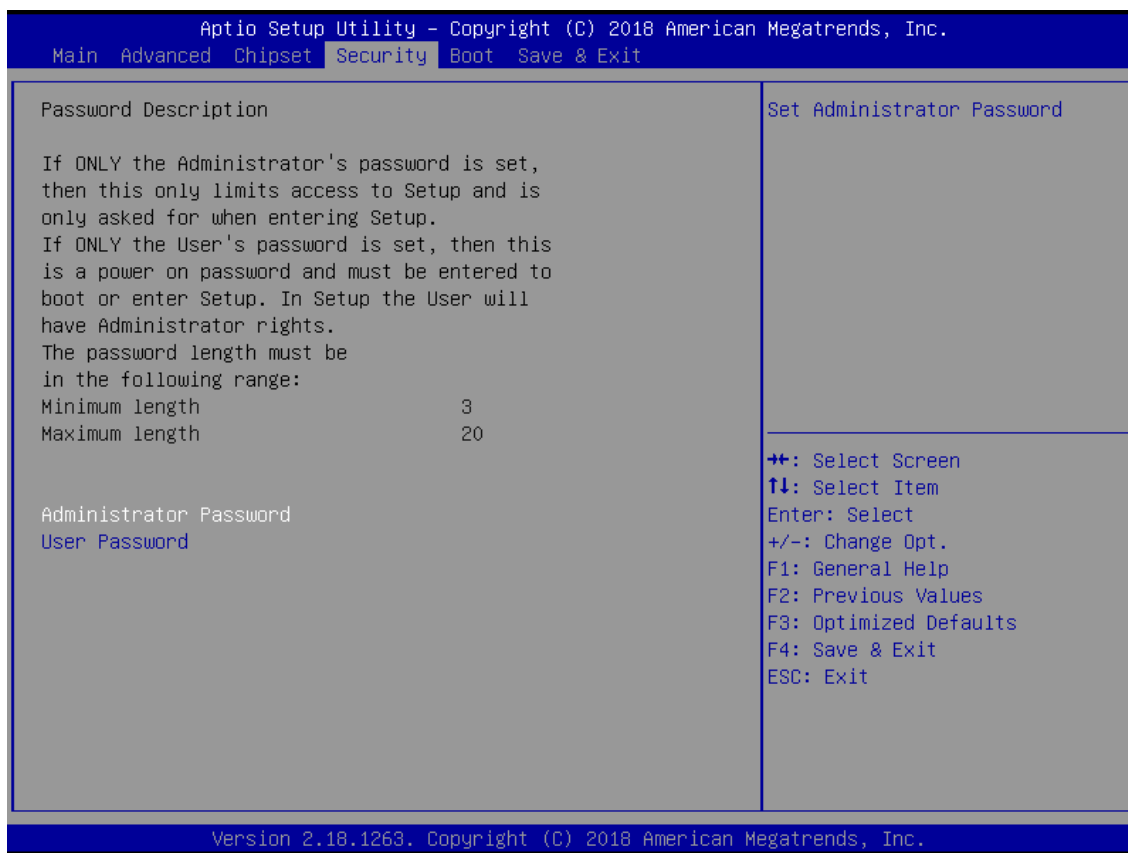 Aptio Setup Utility – Copyright (C) 2018 American Megatrends, Inc.
Main Advanced Chipset Security Boot Save & Exit
Password Description
If ONLY the Administrator's password is set,
then this only limits access to Setup and is
only asked for when entering Setup.
If ONLY the User's password is set, then this
is a power on password and must be entered to
boot or enter Setup. In Setup the User will
have Administrator rights.
The password length must be
in the following range:
Minimum length 3
Maximum length 20
Administrator Password
User Password
Set Administrator Password
→←: Select Screen
↑↓: Select Item
Enter: Select
+/-: Change Opt.
F1: General Help
F2: Previous Values
F3: Optimized Defaults
F4: Save & Exit
ESC: Exit
Version 2.18.1263. Copyright (C) 2018 American Megatrends, Inc.